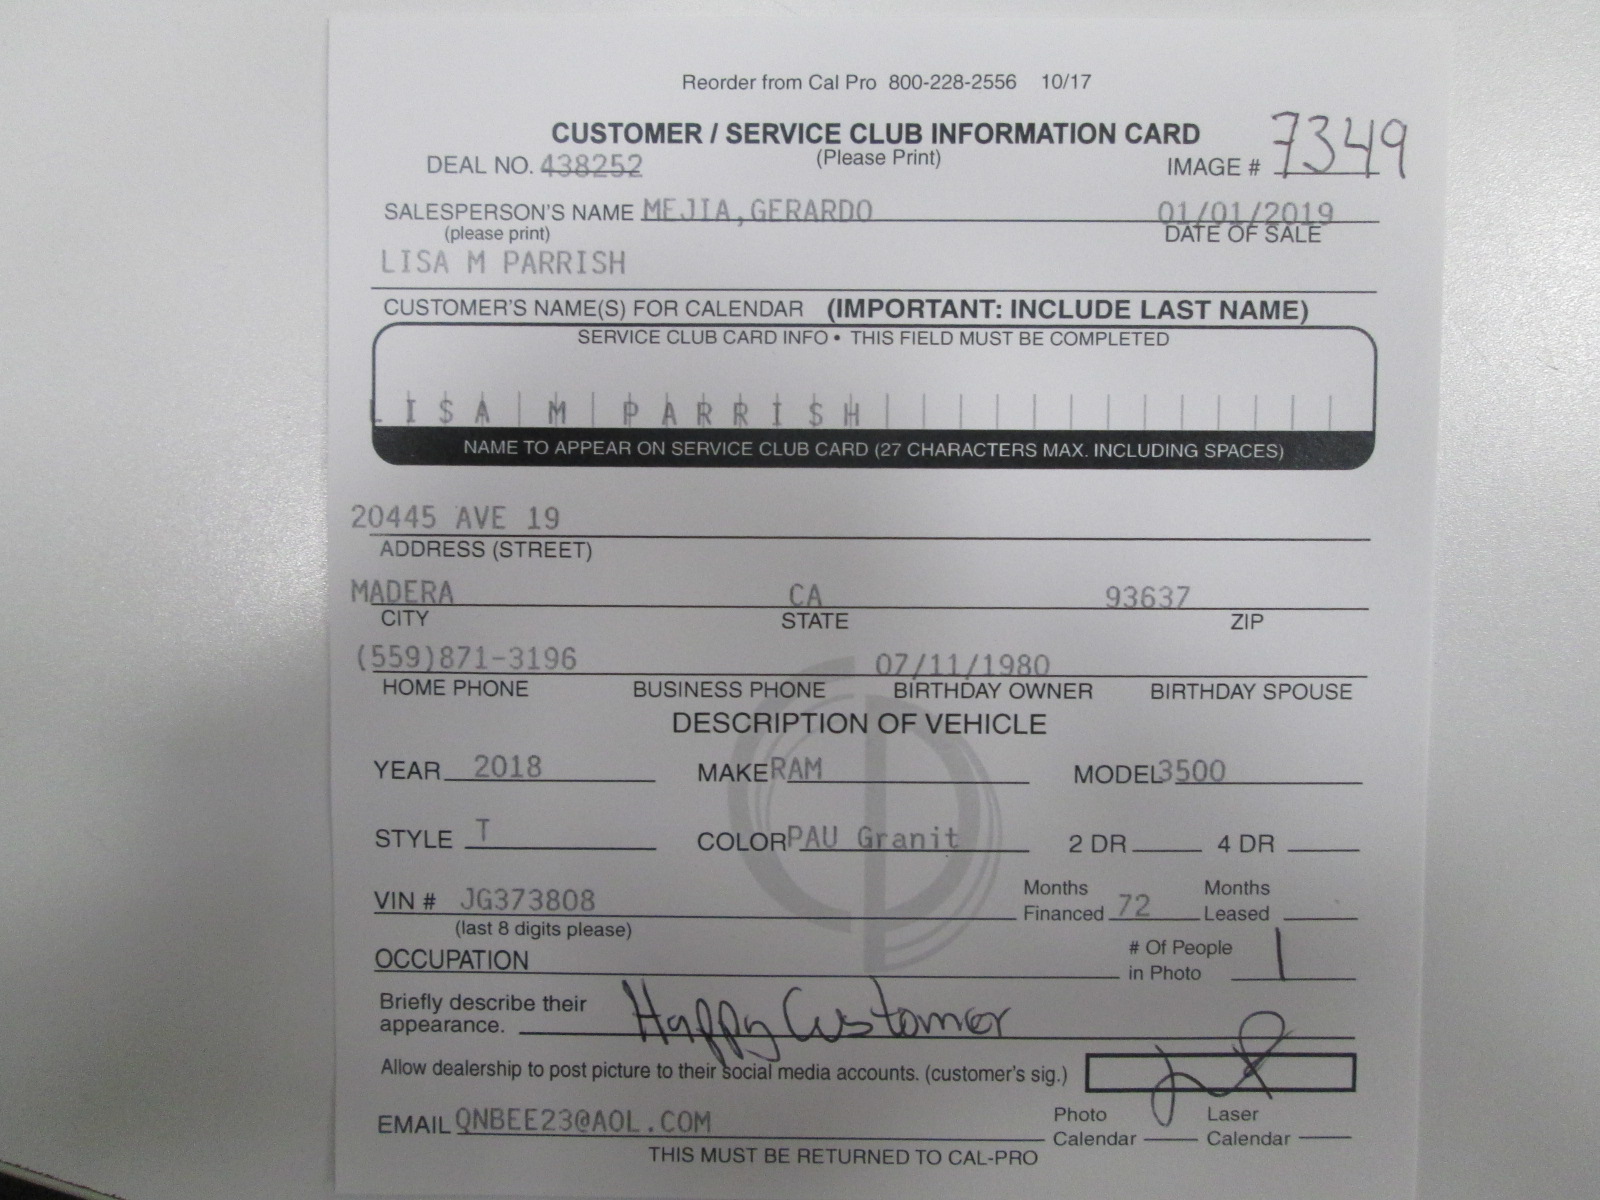 Reorder from Cal Pro 800-228-2556 10/17
CUSTOMER / SERVICE CLUB INFORMATION CARD
(Please Print)
DEAL NO. 438252
IMAGE # 7349
SALESPERSON'S NAME MEJIA,GERARDO 01/01/2019
(please print) DATE OF SALE
LISA M PARRISH
CUSTOMER'S NAME(S) FOR CALENDAR (IMPORTANT: INCLUDE LAST NAME)
SERVICE CLUB CARD INFO • THIS FIELD MUST BE COMPLETED
LISA M PARRISH
NAME TO APPEAR ON SERVICE CLUB CARD (27 CHARACTERS MAX. INCLUDING SPACES)
20445 AVE 19
ADDRESS (STREET)
MADERA CA 93637
CITY STATE ZIP
(559)871-3196 07/11/1980
HOME PHONE BUSINESS PHONE BIRTHDAY OWNER BIRTHDAY SPOUSE
DESCRIPTION OF VEHICLE
YEAR 2018 MAKE RAM MODEL 3500
STYLE T COLOR PAU Granit 2 DR 4 DR
VIN # JG373808 Months Financed 72 Months Leased
(last 8 digits please)
OCCUPATION # Of People in Photo 1
Briefly describe their appearance. Happy Customer
Allow dealership to post picture to their social media accounts. (customer's sig.)
EMAIL QNBEE23@AOL.COM Photo Calendar Laser Calendar
THIS MUST BE RETURNED TO CAL-PRO